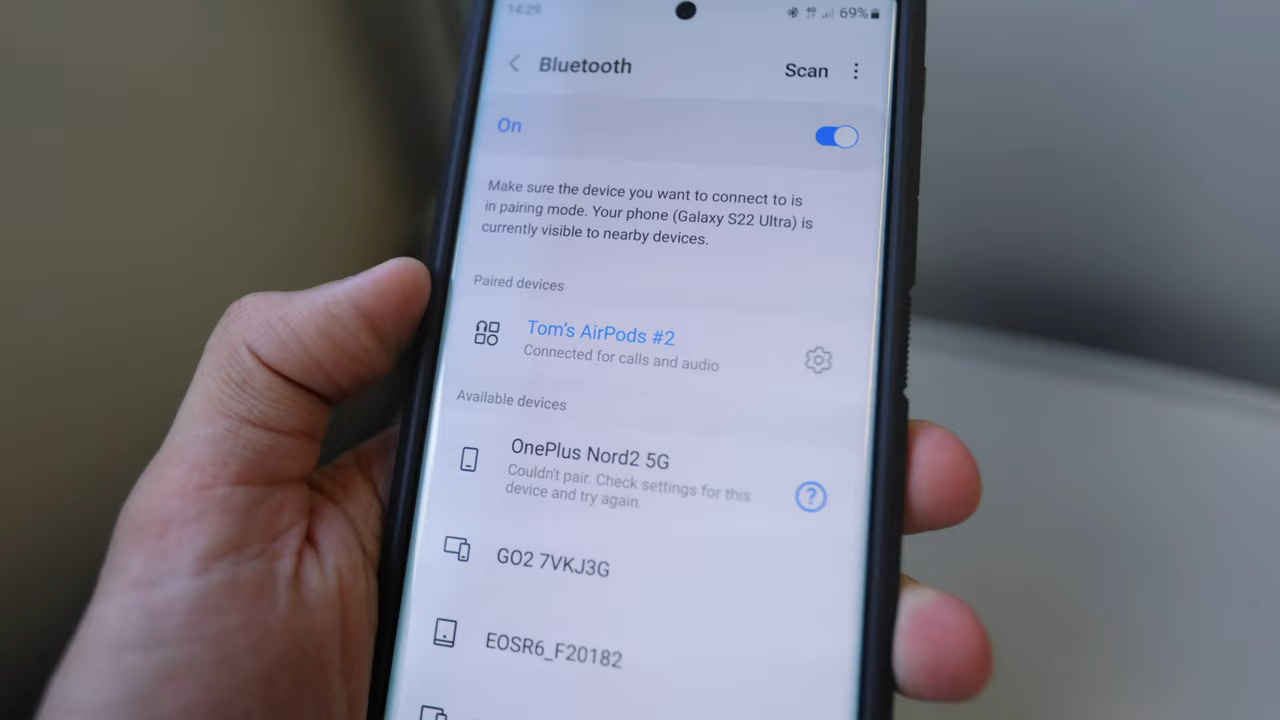 14:29
4G
69%
Bluetooth
Scan
On
Make sure the device you want to connect to is
in pairing mode. Your phone (Galaxy S22 Ultra) is
currently visible to nearby devices.
Paired devices
Tom's AirPods #2
Connected for calls and audio
Available devices
OnePlus Nord2 5G
Couldn't pair. Check settings for this
device and try again.
?
GO2 7VKJ3G
EOSR6_F20182